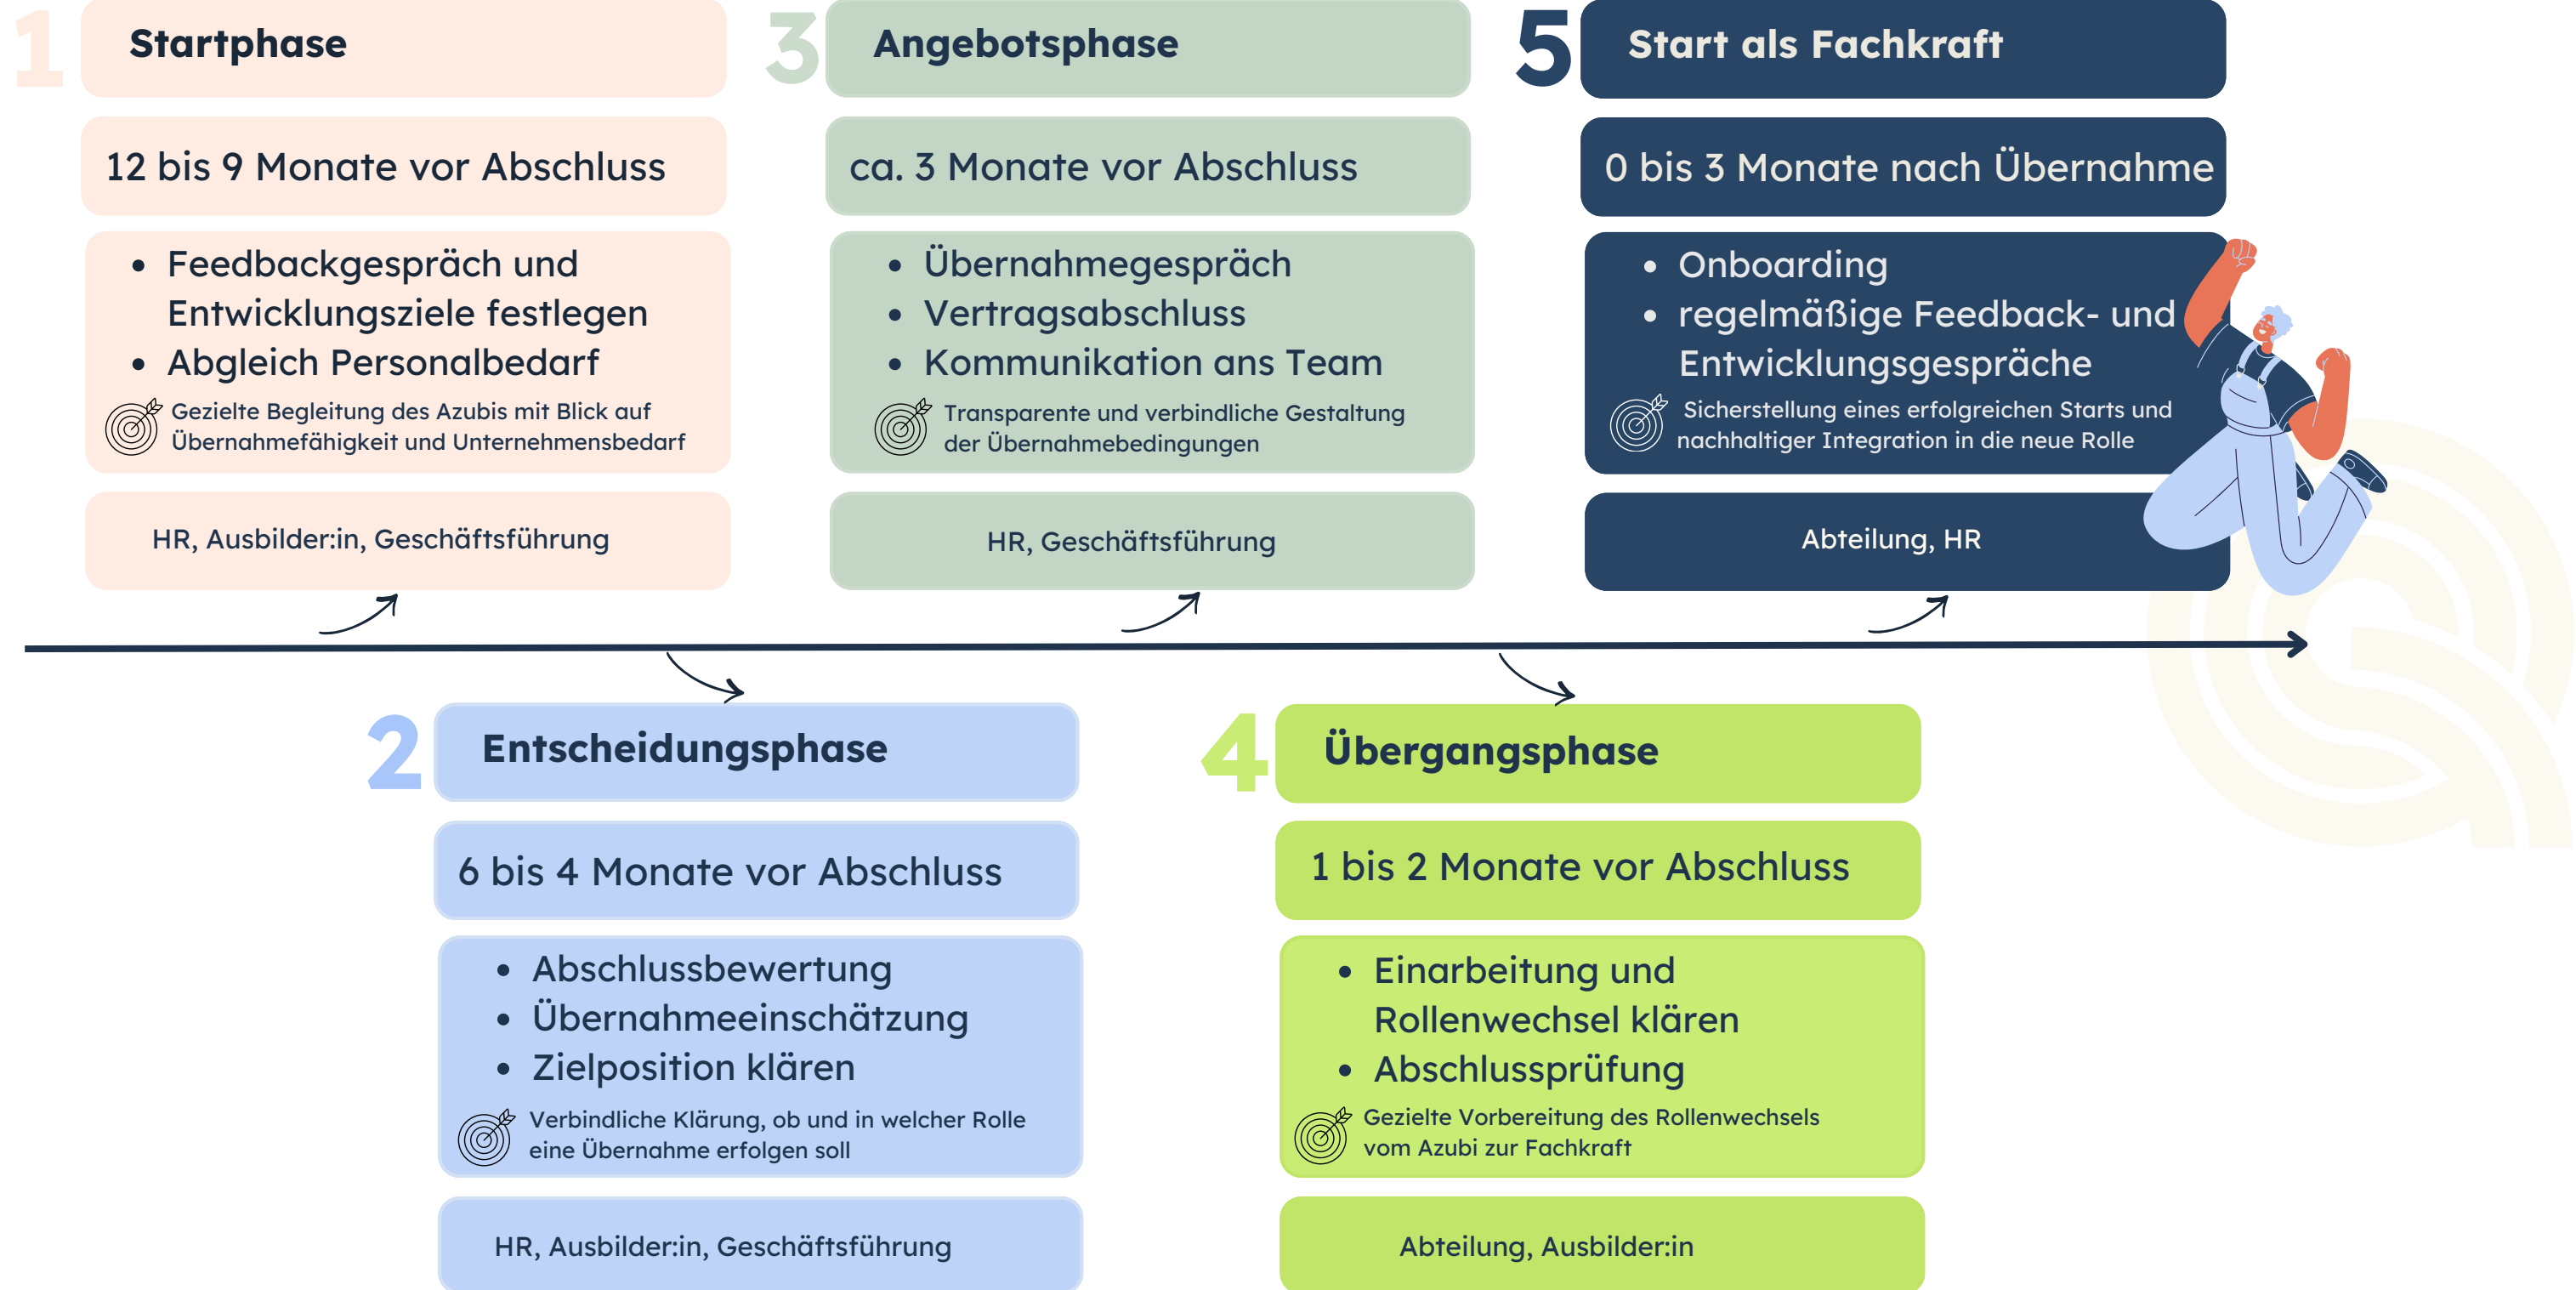 1
Startphase
12 bis 9 Monate vor Abschluss
• Feedbackgespräch und
Entwicklungsziele festlegen
• Abgleich Personalbedarf
Gezielte Begleitung des Azubis mit Blick auf
Übernahmefähigkeit und Unternehmensbedarf
HR, Ausbilder:in, Geschäftsführung
2
Entscheidungsphase
6 bis 4 Monate vor Abschluss
• Abschlussbewertung
• Übernahmeeinschätzung
• Zielposition klären
Verbindliche Klärung, ob und in welcher Rolle
eine Übernahme erfolgen soll
HR, Ausbilder:in, Geschäftsführung
3
Angebotsphase
ca. 3 Monate vor Abschluss
• Übernahmegespräch
• Vertragsabschluss
• Kommunikation ans Team
Transparente und verbindliche Gestaltung
der Übernahmebedingungen
HR, Geschäftsführung
4
Übergangsphase
1 bis 2 Monate vor Abschluss
• Einarbeitung und
Rollenwechsel klären
• Abschlussprüfung
Gezielte Vorbereitung des Rollenwechsels
vom Azubi zur Fachkraft
Abteilung, Ausbilder:in
5
Start als Fachkraft
0 bis 3 Monate nach Übernahme
• Onboarding
• regelmäßige Feedback- und
Entwicklungsgespräche
Sicherstellung eines erfolgreichen Starts und
nachhaltiger Integration in die neue Rolle
Abteilung, HR